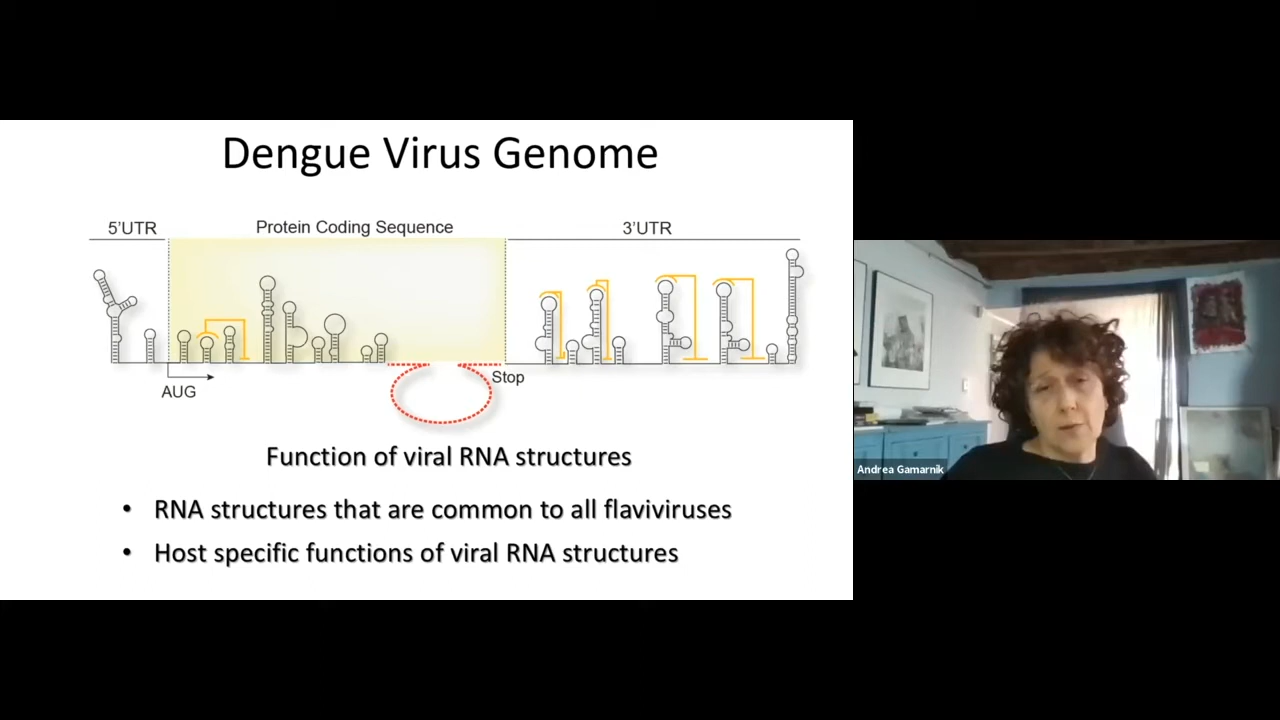 Dengue Virus Genome
5'UTR
Protein Coding Sequence
3'UTR
AUG
Stop
Function of viral RNA structures
• RNA structures that are common to all flaviviruses
• Host specific functions of viral RNA structures
Andrea Gamarnik